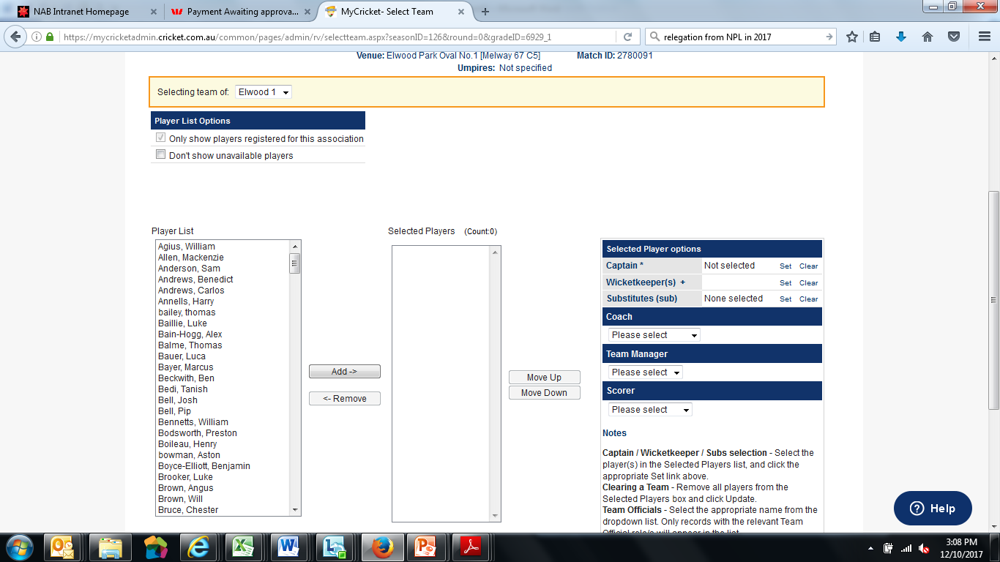 NAB Intranet Homepage
Payment Awaiting approva...
MyCricket- Select Team
https://mycricketadmin.cricket.com.au/common/pages/admin/rv/selectteam.aspx?seasonID=126&round=0&gradeID=6929_1
relegation from NPL in 2017
Venue: Elwood Park Oval No.1 [Melway 67 C5] Match ID: 2780091
Umpires: Not specified
Selecting team of: Elwood 1
Player List Options
Only show players registered for this association
Don't show unavailable players
Player List
Agius, William
Allen, Mackenzie
Anderson, Sam
Andrews, Benedict
Andrews, Carlos
Annells, Harry
bailey, thomas
Baillie, Luke
Bain-Hogg, Alex
Balme, Thomas
Bauer, Luca
Bayer, Marcus
Beckwith, Ben
Bedi, Tanish
Bell, Josh
Bell, Pip
Bennetts, William
Bodsworth, Preston
Boileau, Henry
bowman, Aston
Boyce-Elliott, Benjamin
Brooker, Luke
Brown, Angus
Brown, Will
Bruce, Chester
Add ->
<- Remove
Selected Players (Count:0)
Move Up
Move Down
Selected Player options
Captain * Not selected Set Clear
Wicketkeeper(s) + Set Clear
Substitutes (sub) None selected Set Clear
Coach
Please select
Team Manager
Please select
Scorer
Please select
Notes
Captain / Wicketkeeper / Subs selection - Select the
player(s) in the Selected Players list, and click the
appropriate Set link above.
Clearing a Team - Remove all players from the
Selected Players box and click Update.
Team Officials - Select the appropriate name from the
dropdown list. Only records with the relevant Team
Official role/s will appear in the list.
Help
3:08 PM
12/10/2017